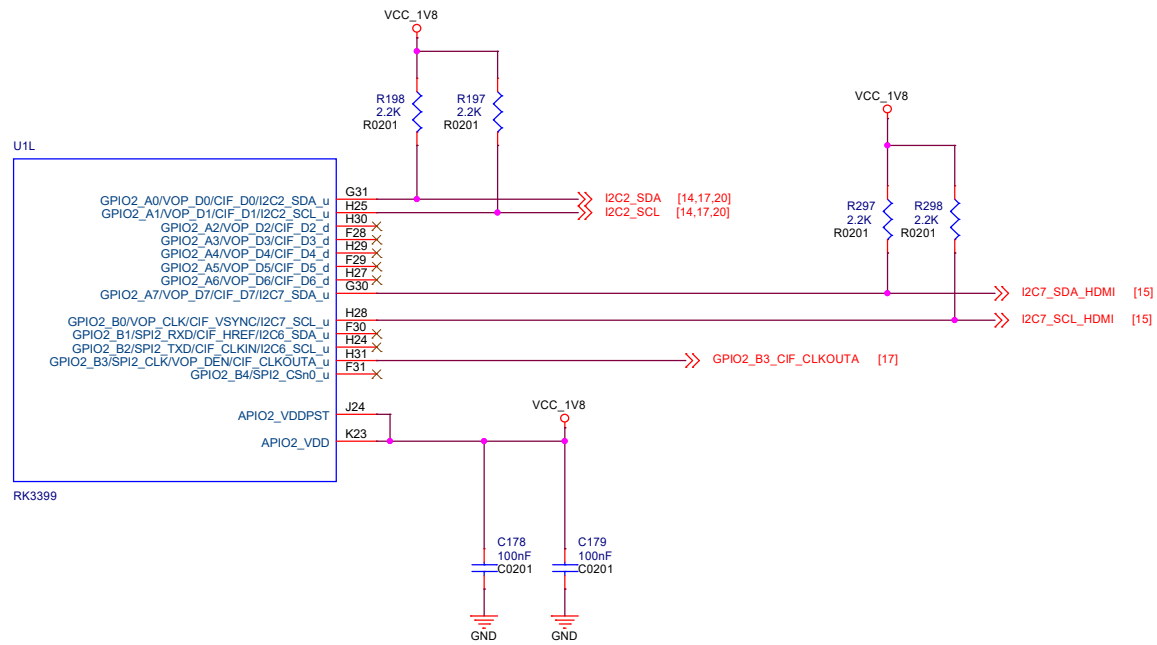 VCC_1V8
R198
2.2K
R0201
R197
2.2K
R0201
VCC_1V8
R297
2.2K
R0201
R298
2.2K
R0201
U1L
GPIO2_A0/VOP_D0/CIF_D0/I2C2_SDA_u G31 I2C2_SDA [14,17,20]
GPIO2_A1/VOP_D1/CIF_D1/I2C2_SCL_u H25 I2C2_SCL [14,17,20]
GPIO2_A2/VOP_D2/CIF_D2_d H30
GPIO2_A3/VOP_D3/CIF_D3_d F28
GPIO2_A4/VOP_D4/CIF_D4_d H29
GPIO2_A5/VOP_D5/CIF_D5_d F29
GPIO2_A6/VOP_D6/CIF_D6_d H27
GPIO2_A7/VOP_D7/CIF_D7/I2C7_SDA_u G30 I2C7_SDA_HDMI [15]
GPIO2_B0/VOP_CLK/CIF_VSYNC/I2C7_SCL_u H28 I2C7_SCL_HDMI [15]
GPIO2_B1/SPI2_RXD/CIF_HREF/I2C6_SDA_u F30
GPIO2_B2/SPI2_TXD/CIF_CLKIN/I2C6_SCL_u H24
GPIO2_B3/SPI2_CLK/VOP_DEN/CIF_CLKOUTA_u H31 GPIO2_B3_CIF_CLKOUTA [17]
GPIO2_B4/SPI2_CSn0_u F31
APIO2_VDDPST J24
APIO2_VDD K23
VCC_1V8
RK3399
C178
100nF
C0201
C179
100nF
C0201
GND
GND